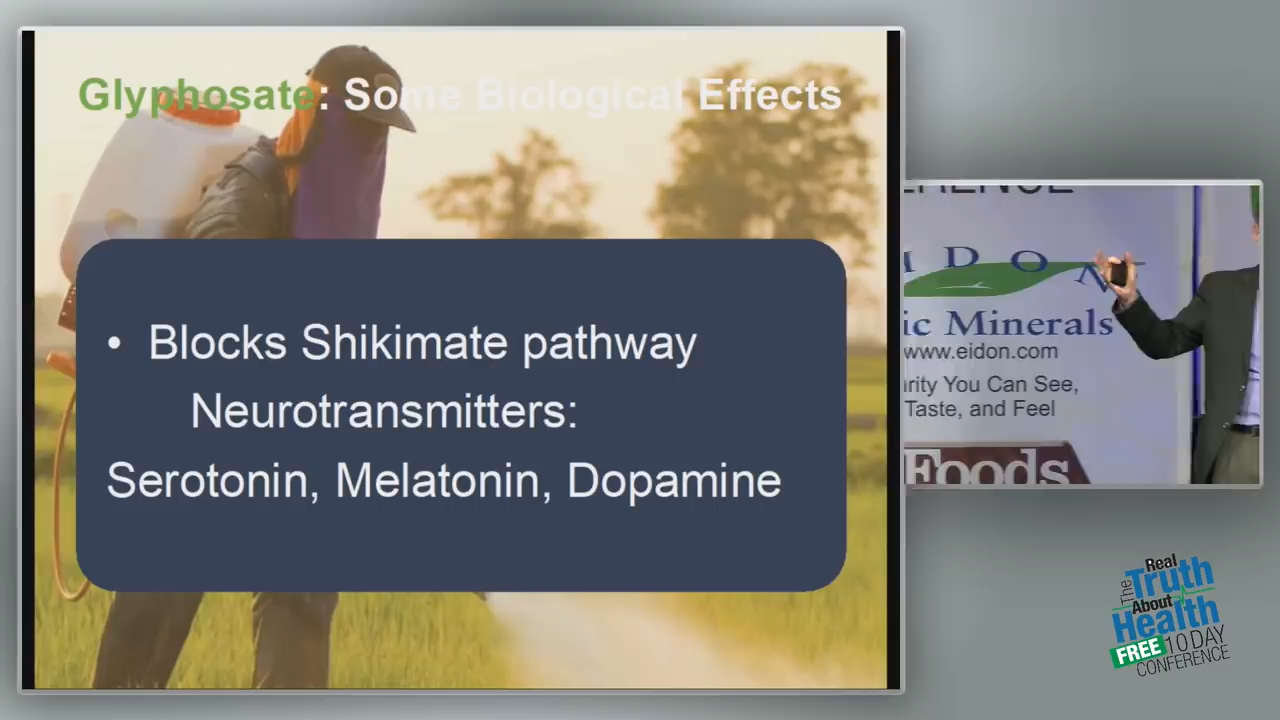 Glyphosate: Some Biological Effects
• Blocks Shikimate pathway
Neurotransmitters:
Serotonin, Melatonin, Dopamine
IDON
ic Minerals
www.eidon.com
rity You Can See,
Taste, and Feel
Foods
The Real
Truth
About
Health
FREE 10 DAY
CONFERENCE